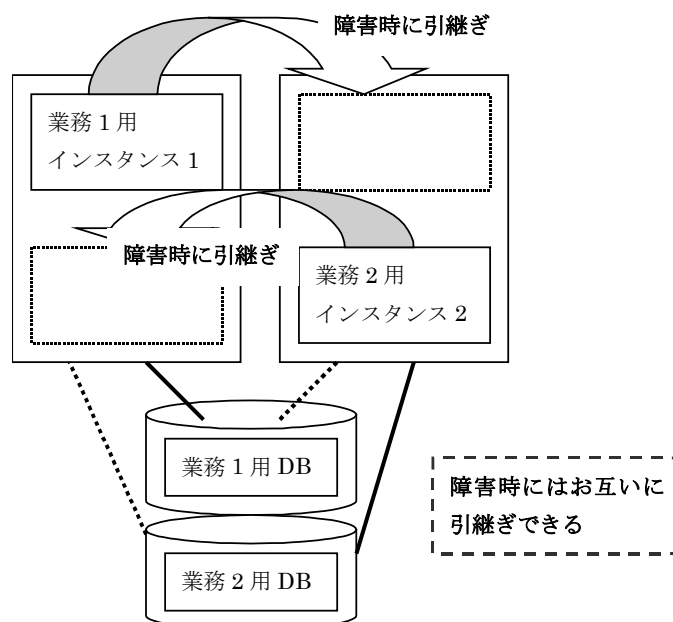 障害時に引継ぎ
業務１用
インスタンス１
障害時に引継ぎ
業務２用
インスタンス２
業務１用 DB
障害時にはお互いに
引継ぎできる
業務２用 DB